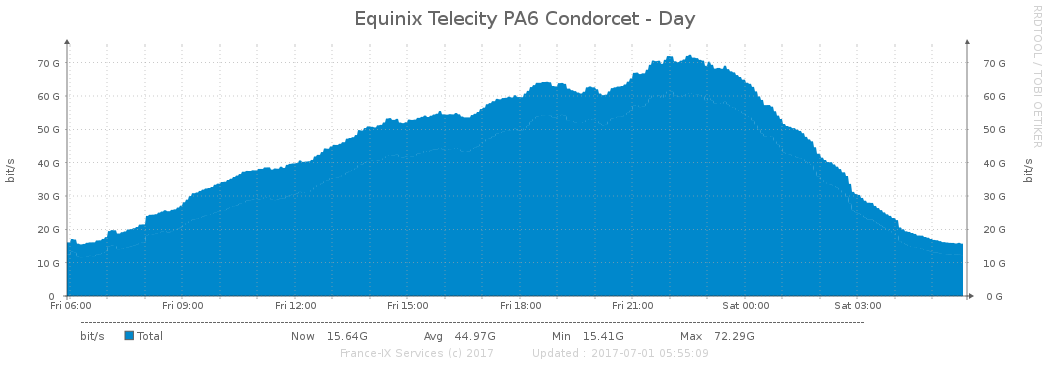 Equinix Telecity PA6 Condorcet - Day
RRDTOOL / TOBI OETIKER
bit/s
70 G
60 G
50 G
40 G
30 G
20 G
10 G
0
70 G
60 G
50 G
40 G
30 G
20 G
10 G
0 G
bit/s
Fri 06:00 Fri 09:00 Fri 12:00 Fri 15:00 Fri 18:00 Fri 21:00 Sat 00:00 Sat 03:00
bit/s Total Now 15.64G Avg 44.97G Min 15.41G Max 72.29G
France-IX Services (c) 2017 Updated : 2017-07-01 05:55:09